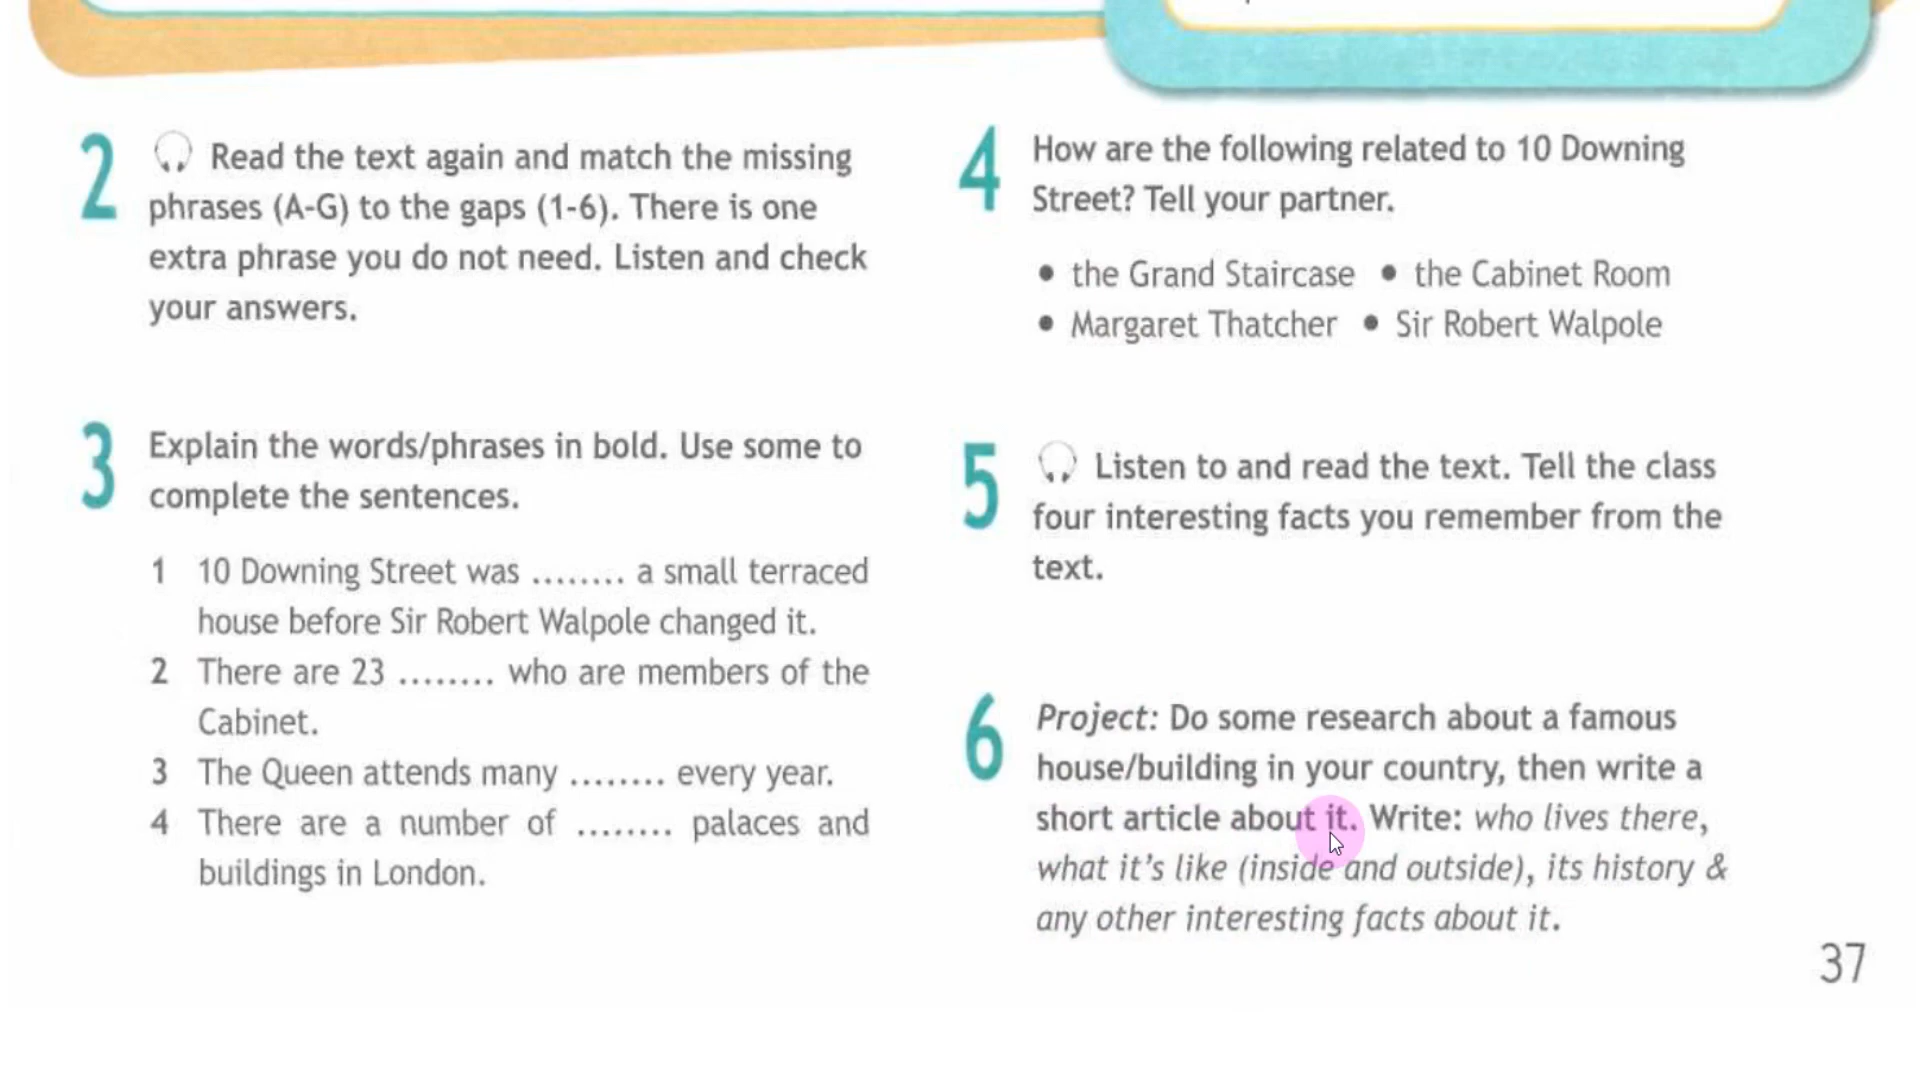 2 Read the text again and match the missing
phrases (A-G) to the gaps (1-6). There is one
extra phrase you do not need. Listen and check
your answers.
3 Explain the words/phrases in bold. Use some to
complete the sentences.
1 10 Downing Street was ........ a small terraced
house before Sir Robert Walpole changed it.
2 There are 23 ........ who are members of the
Cabinet.
3 The Queen attends many ........ every year.
4 There are a number of ........ palaces and
buildings in London.
4 How are the following related to 10 Downing
Street? Tell your partner.
• the Grand Staircase • the Cabinet Room
• Margaret Thatcher • Sir Robert Walpole
5 Listen to and read the text. Tell the class
four interesting facts you remember from the
text.
6 Project: Do some research about a famous
house/building in your country, then write a
short article about it. Write: who lives there,
what it's like (inside and outside), its history &
any other interesting facts about it.
37